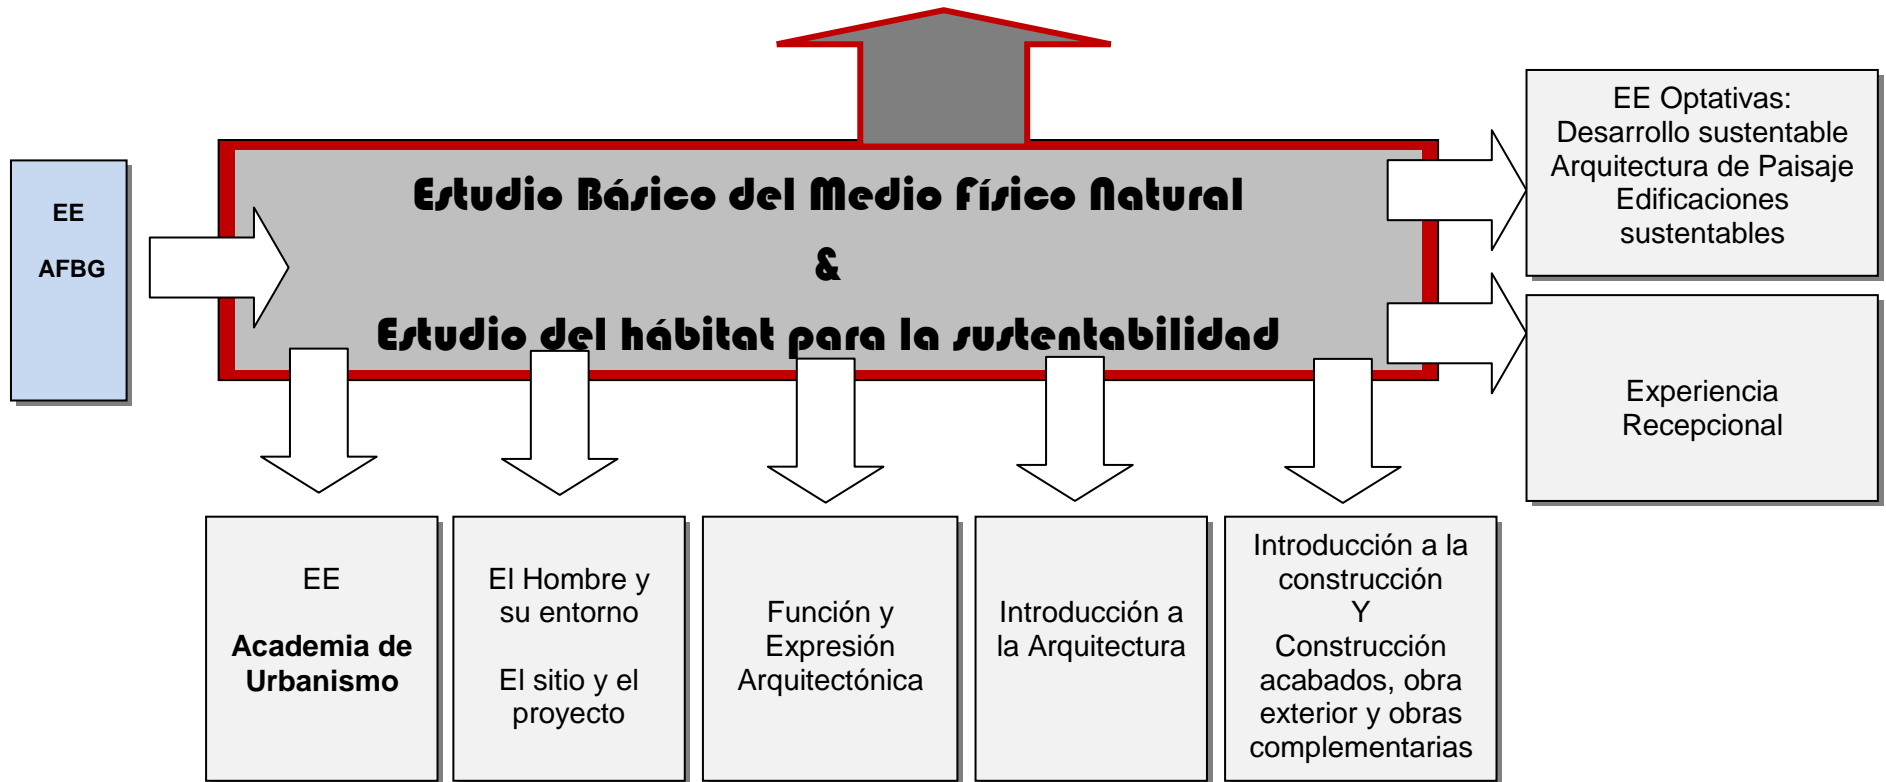 EE
AFBG
Estudio Básico del Medio Físico Natural
&
Estudio del hábitat para la sustentabilidad
EE Optativas:
Desarrollo sustentable
Arquitectura de Paisaje
Edificaciones
sustentables
Experiencia
Recepcional
EE
Academia de
Urbanismo
El Hombre y
su entorno
El sitio y el
proyecto
Función y
Expresión
Arquitectónica
Introducción a
la Arquitectura
Introducción a la
construcción
Y
Construcción
acabados, obra
exterior y obras
complementarias